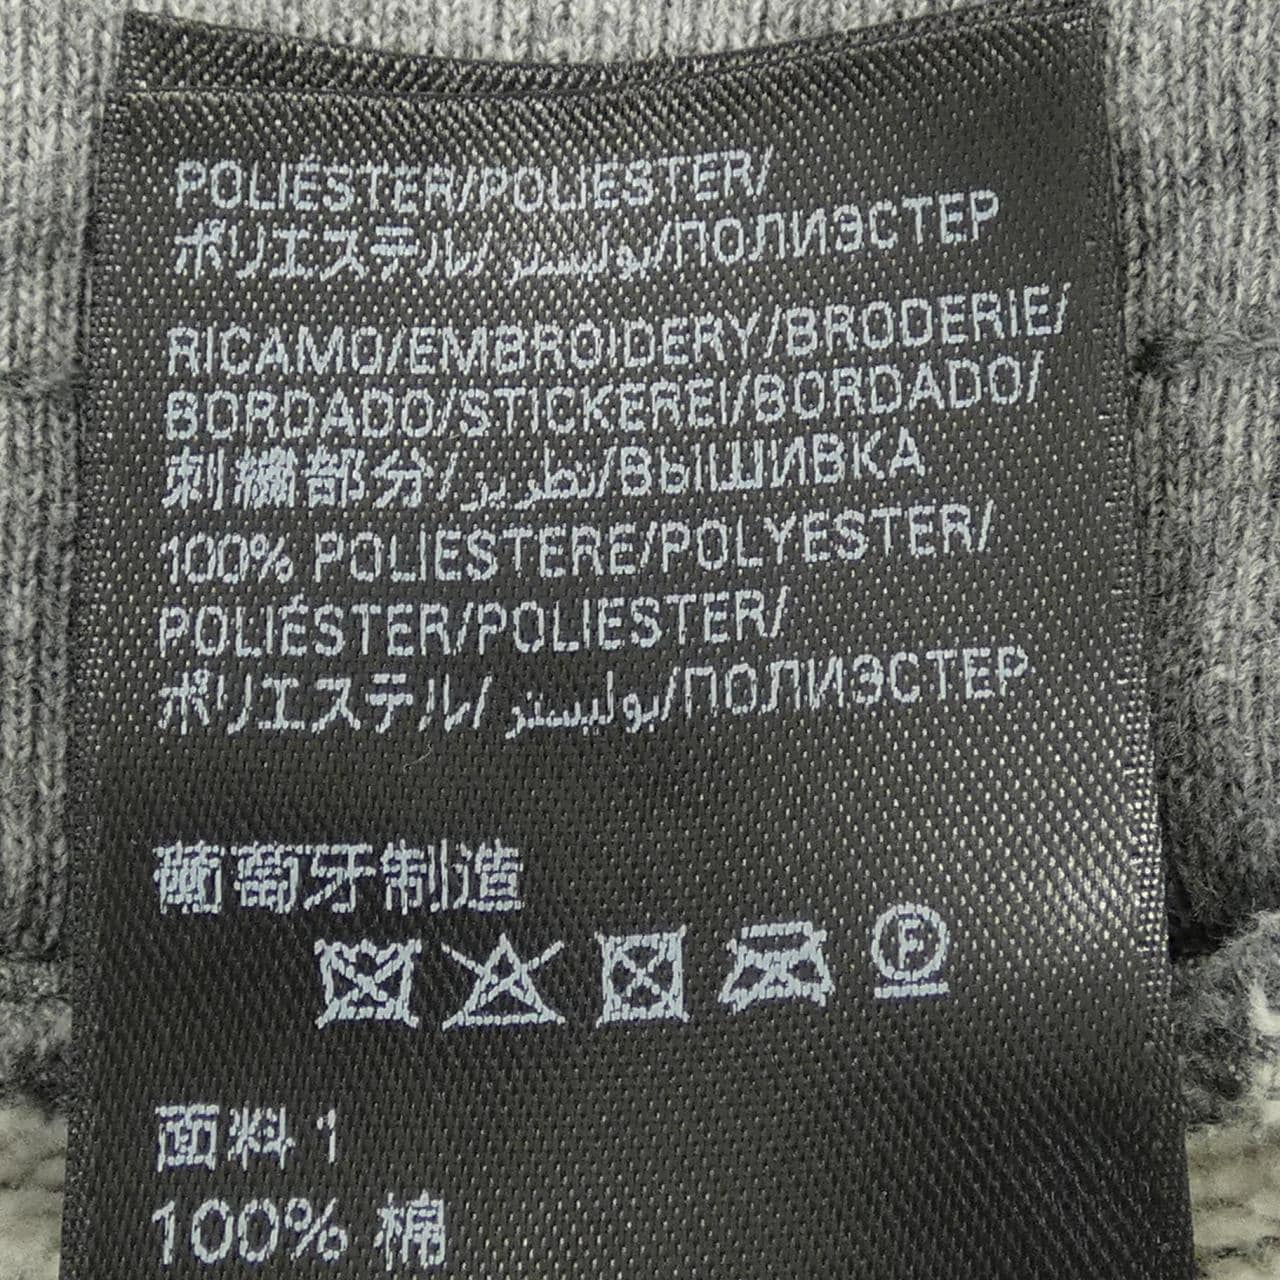 POLIÉSTER/POLIESTER/
ポリエステル/بوليستر/ПОЛИЭСТЕР
RICAMO/EMBROIDERY/BRODERIE/
BORDADO/STICKEREI/BORDADO/
刺繍部分/تطريز/ВЫШИВКА
100% POLIESTERE/POLYESTER/
POLIÉSTER/POLIESTER/
ポリエステル/بوليستر/ПОЛИЭСТЕР
葡萄牙制造
F
面料 1
100% 棉